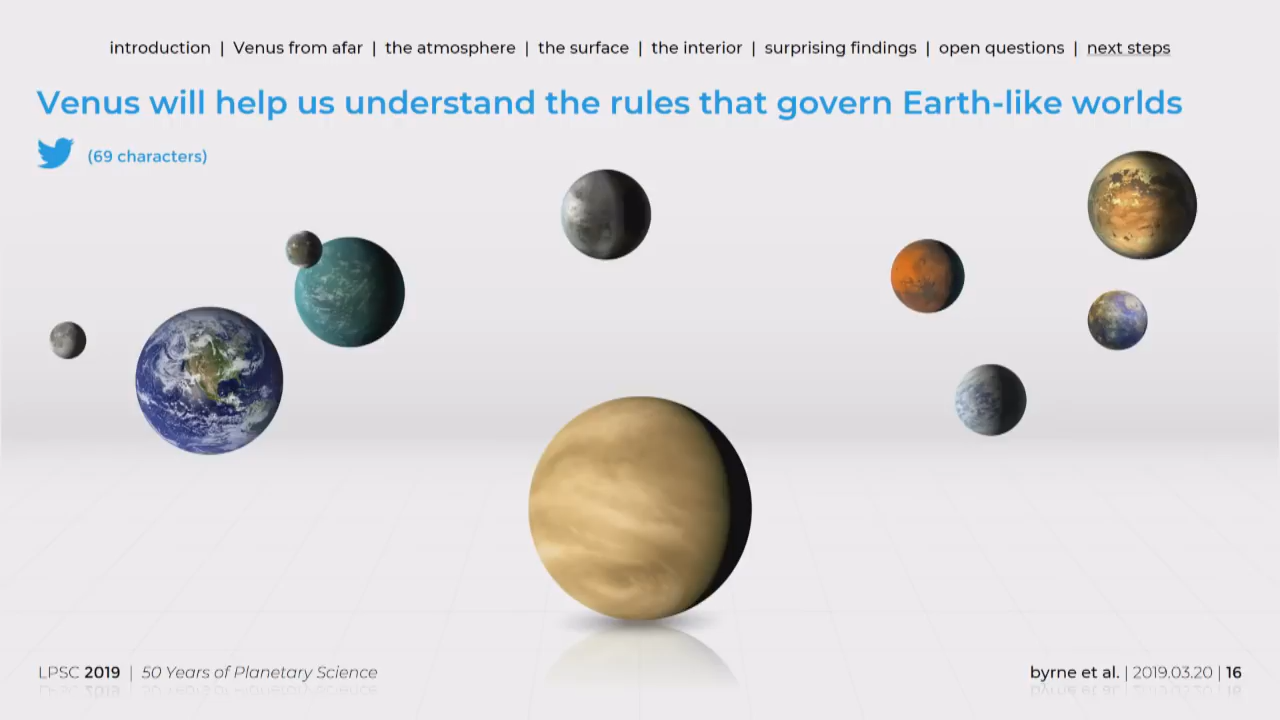 introduction | Venus from afar | the atmosphere | the surface | the interior | surprising findings | open questions | next steps
Venus will help us understand the rules that govern Earth-like worlds
(69 characters)
LPSC 2019 | 50 Years of Planetary Science
byrne et al. | 2019.03.20 | 16